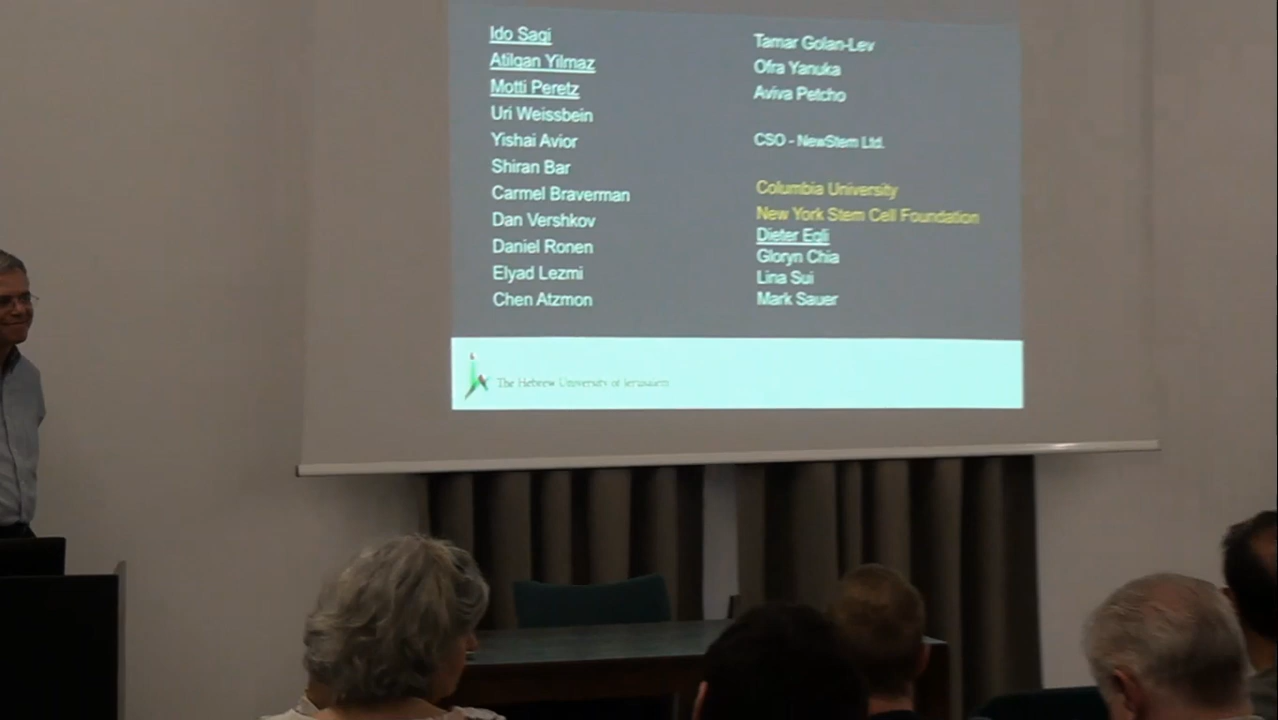 Ido Sagi
Atilgan Yilmaz
Motti Peretz
Uri Weissbein
Yishai Avior
Shiran Bar
Carmel Braverman
Dan Vershkov
Daniel Ronen
Elyad Lezmi
Chen Atzmon
Tamar Golan-Lev
Ofra Yanuka
Aviva Petcho
CSO - NewStem Ltd.
Columbia University
New York Stem Cell Foundation
Dieter Egli
Gloryn Chia
Lina Sui
Mark Sauer
The Hebrew University of Jerusalem